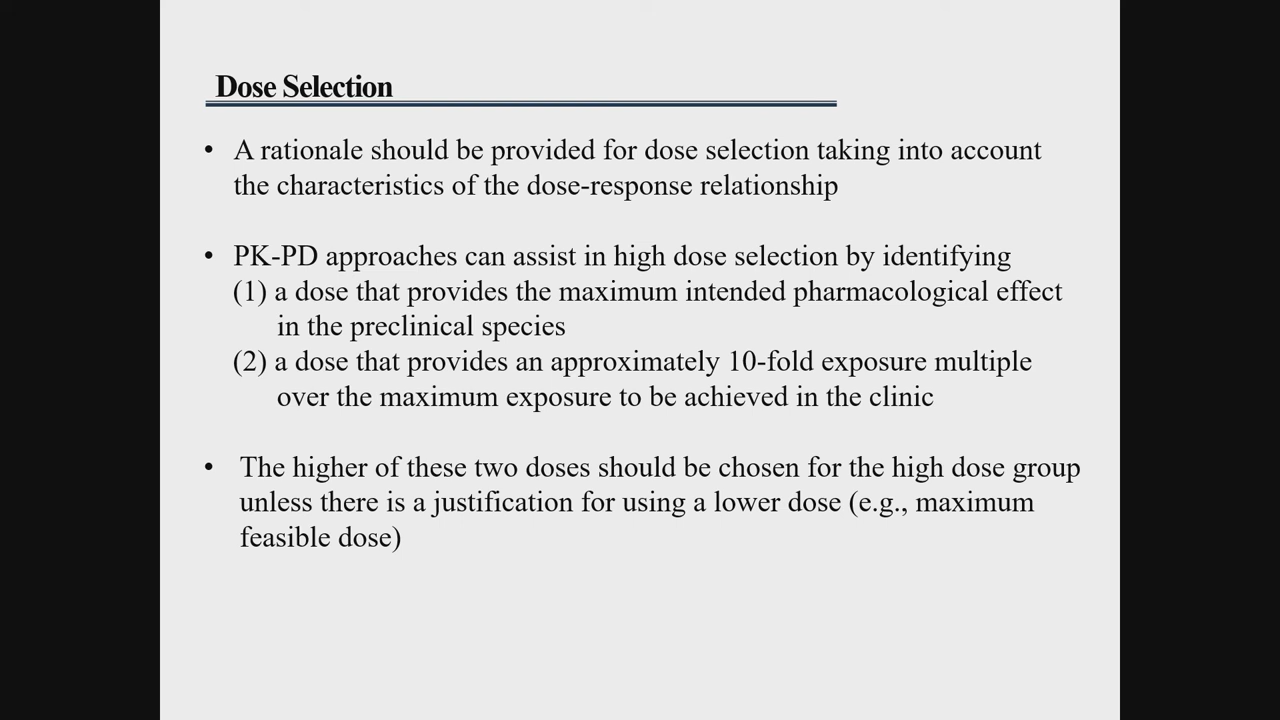 Dose Selection
• A rationale should be provided for dose selection taking into account
the characteristics of the dose-response relationship
• PK-PD approaches can assist in high dose selection by identifying
(1) a dose that provides the maximum intended pharmacological effect
in the preclinical species
(2) a dose that provides an approximately 10-fold exposure multiple
over the maximum exposure to be achieved in the clinic
• The higher of these two doses should be chosen for the high dose group
unless there is a justification for using a lower dose (e.g., maximum
feasible dose)